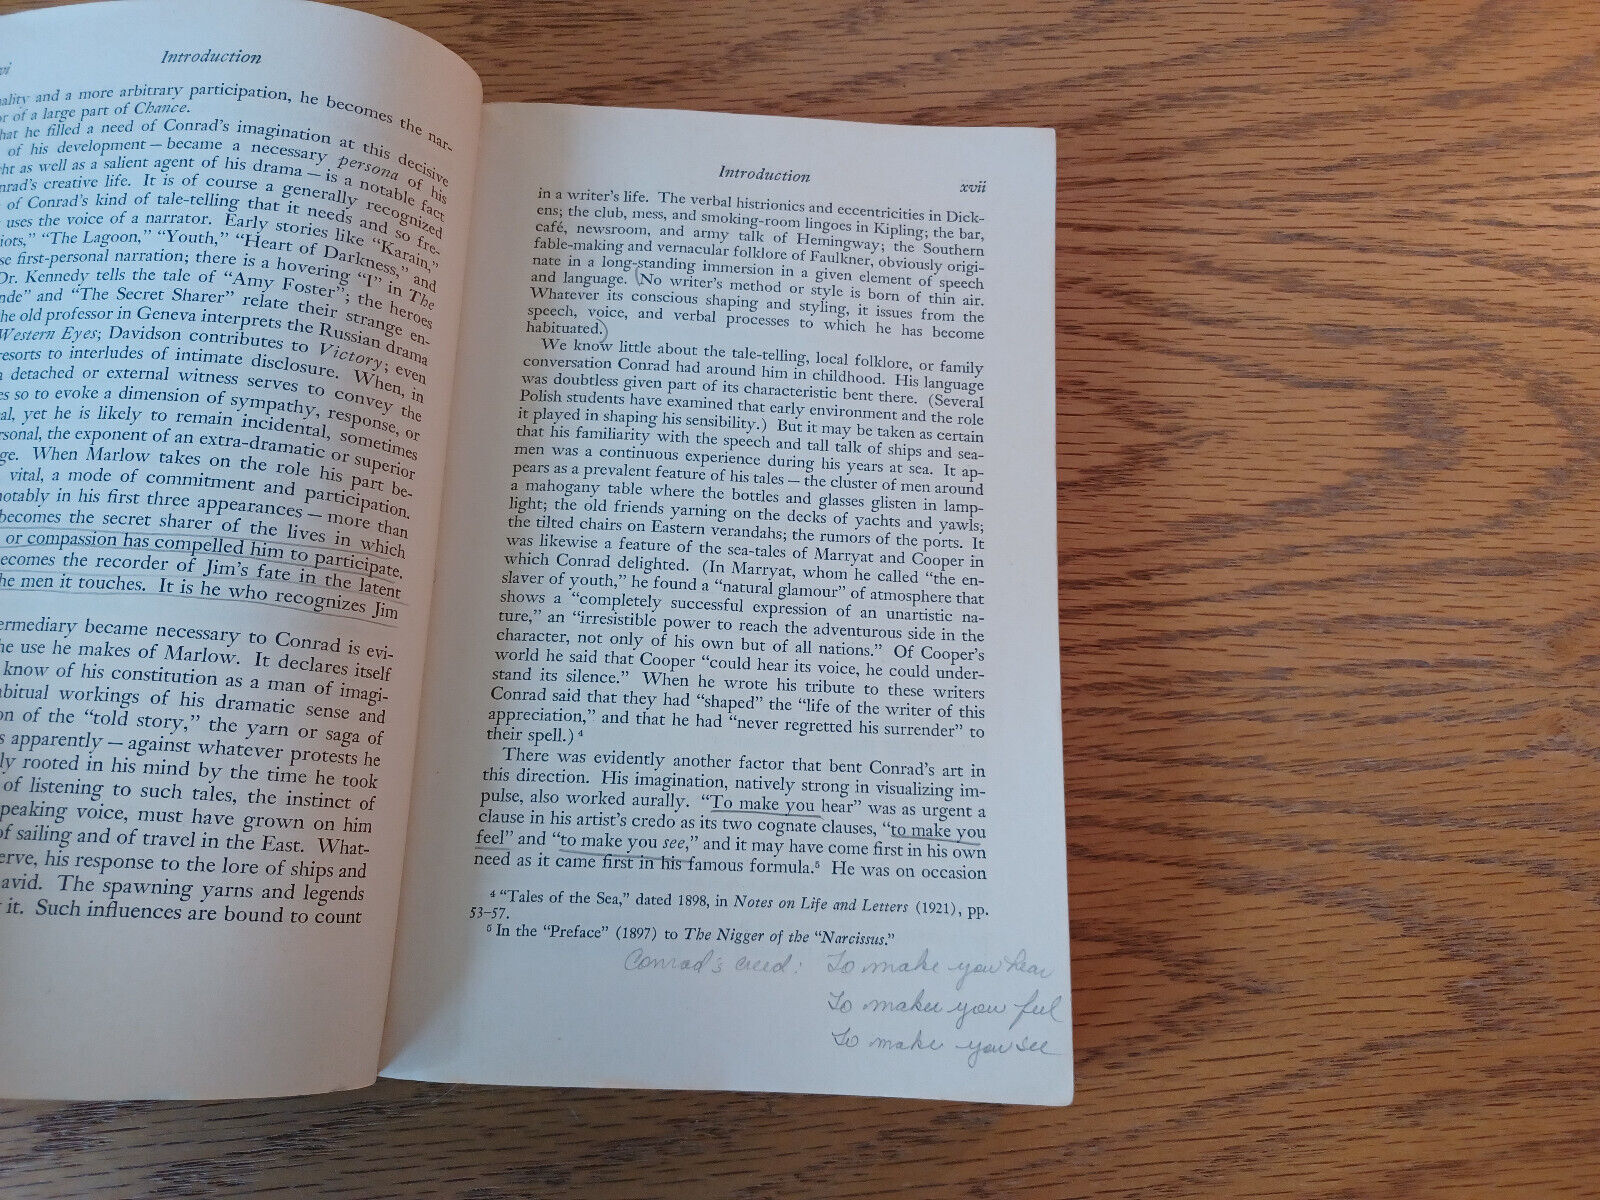 Introduction
vi
ality and a more arbitrary participation, he becomes the nar-
of a large part of Chance.
hat he filled a need of Conrad's imagination at this decisive
of his development — became a necessary persona of his
ht as well as a salient agent of his drama — is a notable fact
nrad's creative life. It is of course a generally recognized
of Conrad's kind of tale-telling that it needs and so fre-
uses the voice of a narrator. Early stories like "Karain,"
iots," "The Lagoon," "Youth," "Heart of Darkness," and
se first-personal narration; there is a hovering "I" in The
Dr. Kennedy tells the tale of "Amy Foster"; the heroes
nde" and "The Secret Sharer" relate their strange en-
he old professor in Geneva interprets the Russian drama
Western Eyes; Davidson contributes to Victory; even
resorts to interludes of intimate disclosure. When, in
detached or external witness serves to convey the
es so to evoke a dimension of sympathy, response, or
al, yet he is likely to remain incidental, sometimes
rsonal, the exponent of an extra-dramatic or superior
ge. When Marlow takes on the role his part be-
vital, a mode of commitment and participation.
notably in his first three appearances — more than
becomes the secret sharer of the lives in which
or compassion has compelled him to participate.
ecomes the recorder of Jim's fate in the latent
he men it touches. It is he who recognizes Jim
ermediary became necessary to Conrad is evi-
he use he makes of Marlow. It declares itself
know of his constitution as a man of imagi-
abitual workings of his dramatic sense and
on of the "told story," the yarn or saga of
s apparently — against whatever protests he
ly rooted in his mind by the time he took
of listening to such tales, the instinct of
peaking voice, must have grown on him
of sailing and of travel in the East. What-
erve, his response to the lore of ships and
avid. The spawning yarns and legends
it. Such influences are bound to count
Introduction
xvii
in a writer's life. The verbal histrionics and eccentricities in Dick-
ens; the club, mess, and smoking-room lingoes in Kipling; the bar,
café, newsroom, and army talk of Hemingway; the Southern
fable-making and vernacular folklore of Faulkner, obviously origi-
nate in a long-standing immersion in a given element of speech
and language. (No writer's method or style is born of thin air.
Whatever its conscious shaping and styling, it issues from the
speech, voice, and verbal processes to which he has become
habituated.)
We know little about the tale-telling, local folklore, or family
conversation Conrad had around him in childhood. His language
was doubtless given part of its characteristic bent there. (Several
Polish students have examined that early environment and the role
it played in shaping his sensibility.) But it may be taken as certain
that his familiarity with the speech and tall talk of ships and sea-
men was a continuous experience during his years at sea. It ap-
pears as a prevalent feature of his tales — the cluster of men around
a mahogany table where the bottles and glasses glisten in lamp-
light; the old friends yarning on the decks of yachts and yawls;
the tilted chairs on Eastern verandahs; the rumors of the ports. It
was likewise a feature of the sea-tales of Marryat and Cooper in
which Conrad delighted. (In Marryat, whom he called "the en-
slaver of youth," he found a "natural glamour" of atmosphere that
shows a "completely successful expression of an unartistic na-
ture," an "irresistible power to reach the adventurous side in the
character, not only of his own but of all nations." Of Cooper's
world he said that Cooper "could hear its voice, he could under-
stand its silence." When he wrote his tribute to these writers
Conrad said that they had "shaped" the "life of the writer of this
appreciation," and that he had "never regretted his surrender" to
their spell.) ⁴
There was evidently another factor that bent Conrad's art in
this direction. His imagination, natively strong in visualizing im-
pulse, also worked aurally. "To make you hear" was as urgent a
clause in his artist's credo as its two cognate clauses, "to make you
feel" and "to make you see," and it may have come first in his own
need as it came first in his famous formula.⁵ He was on occasion
⁴ "Tales of the Sea," dated 1898, in Notes on Life and Letters (1921), pp.
53–57.
⁵ In the "Preface" (1897) to The Nigger of the "Narcissus."
Conrad's creed: To make you hear
To make you feel
To make you see